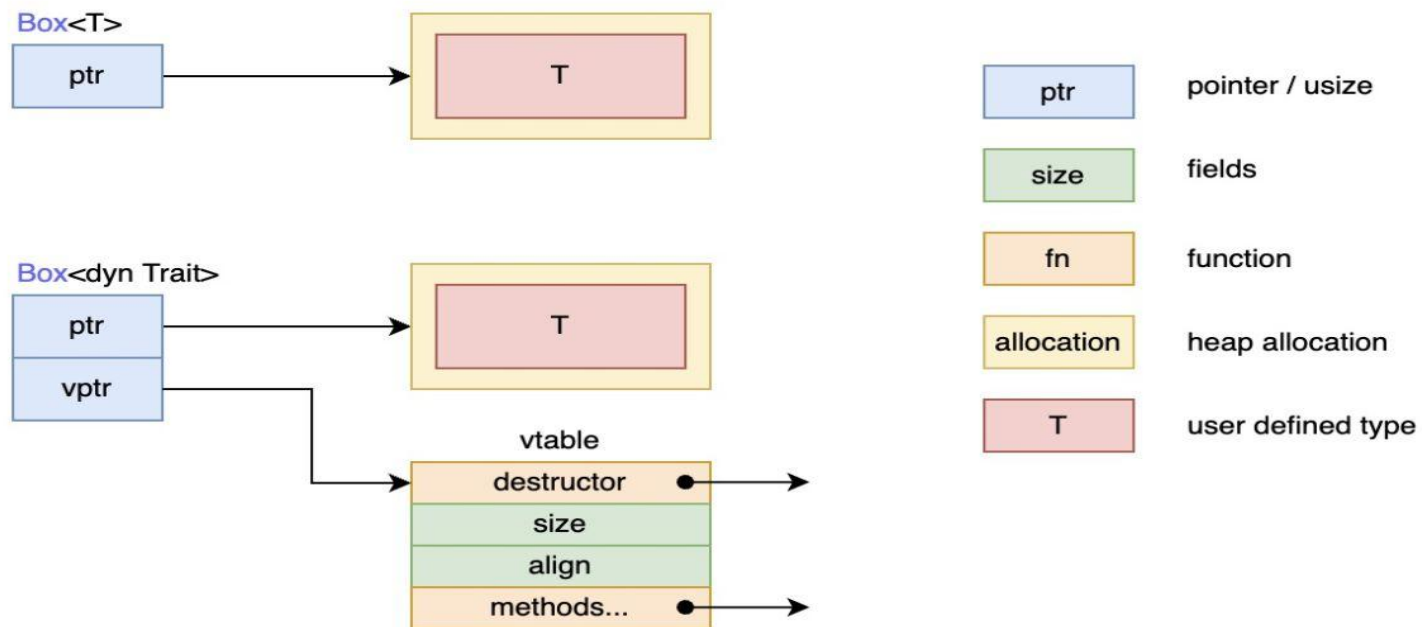 Box<T>
ptr
T
Box<dyn Trait>
ptr
vptr
T
vtable
destructor
size
align
methods...
ptr pointer / usize
size fields
fn function
allocation heap allocation
T user defined type